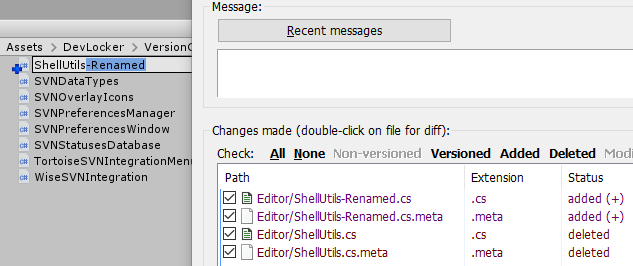 Assets > DevLocker > VersionC
ShellUtils-Renamed
SVNDataTypes
SVNOverlayIcons
SVNPreferencesManager
SVNPreferencesWindow
SVNStatusesDatabase
TortoiseSVNIntegrationMenu
WiseSVNIntegration
Message:
Recent messages
Changes made (double-click on file for diff):
Check: All None Non-versioned Versioned Added Deleted Modi
Path Extension Status
Editor/ShellUtils-Renamed.cs .cs added (+)
Editor/ShellUtils-Renamed.cs.meta .meta added (+)
Editor/ShellUtils.cs .cs deleted
Editor/ShellUtils.cs.meta .meta deleted